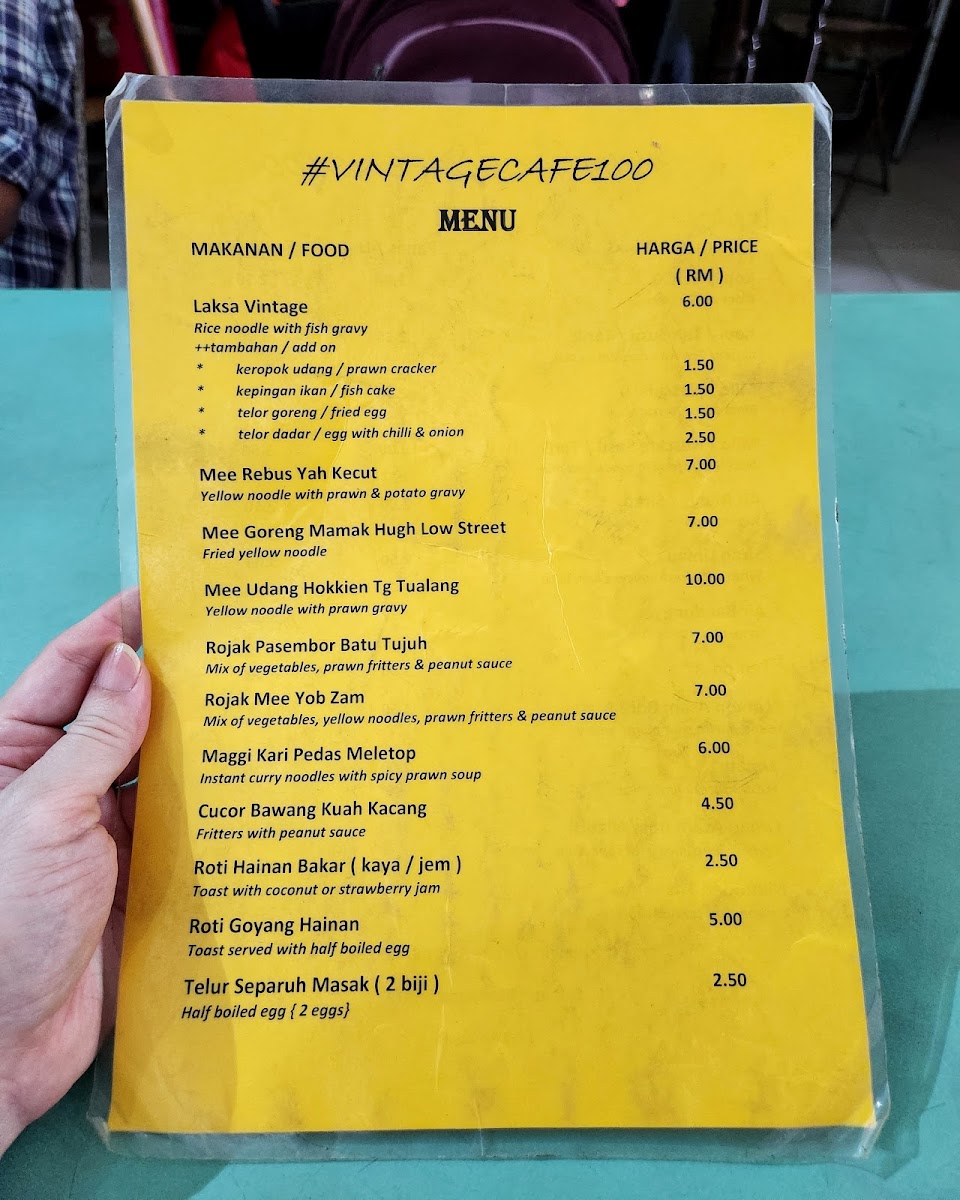 #VINTAGECAFE100
MENU
MAKANAN / FOOD HARGA / PRICE
( RM )
Laksa Vintage 6.00
Rice noodle with fish gravy
++tambahan / add on
* keropok udang / prawn cracker 1.50
* kepingan ikan / fish cake 1.50
* telor goreng / fried egg 1.50
* telor dadar / egg with chilli & onion 2.50
Mee Rebus Yah Kecut 7.00
Yellow noodle with prawn & potato gravy
Mee Goreng Mamak Hugh Low Street 7.00
Fried yellow noodle
Mee Udang Hokkien Tg Tualang 10.00
Yellow noodle with prawn gravy
Rojak Pasembor Batu Tujuh 7.00
Mix of vegetables, prawn fritters & peanut sauce
Rojak Mee Yob Zam 7.00
Mix of vegetables, yellow noodles, prawn fritters & peanut sauce
Maggi Kari Pedas Meletop 6.00
Instant curry noodles with spicy prawn soup
Cucor Bawang Kuah Kacang 4.50
Fritters with peanut sauce
Roti Hainan Bakar ( kaya / jem ) 2.50
Toast with coconut or strawberry jam
Roti Goyang Hainan 5.00
Toast served with half boiled egg
Telur Separuh Masak ( 2 biji ) 2.50
Half boiled egg { 2 eggs}